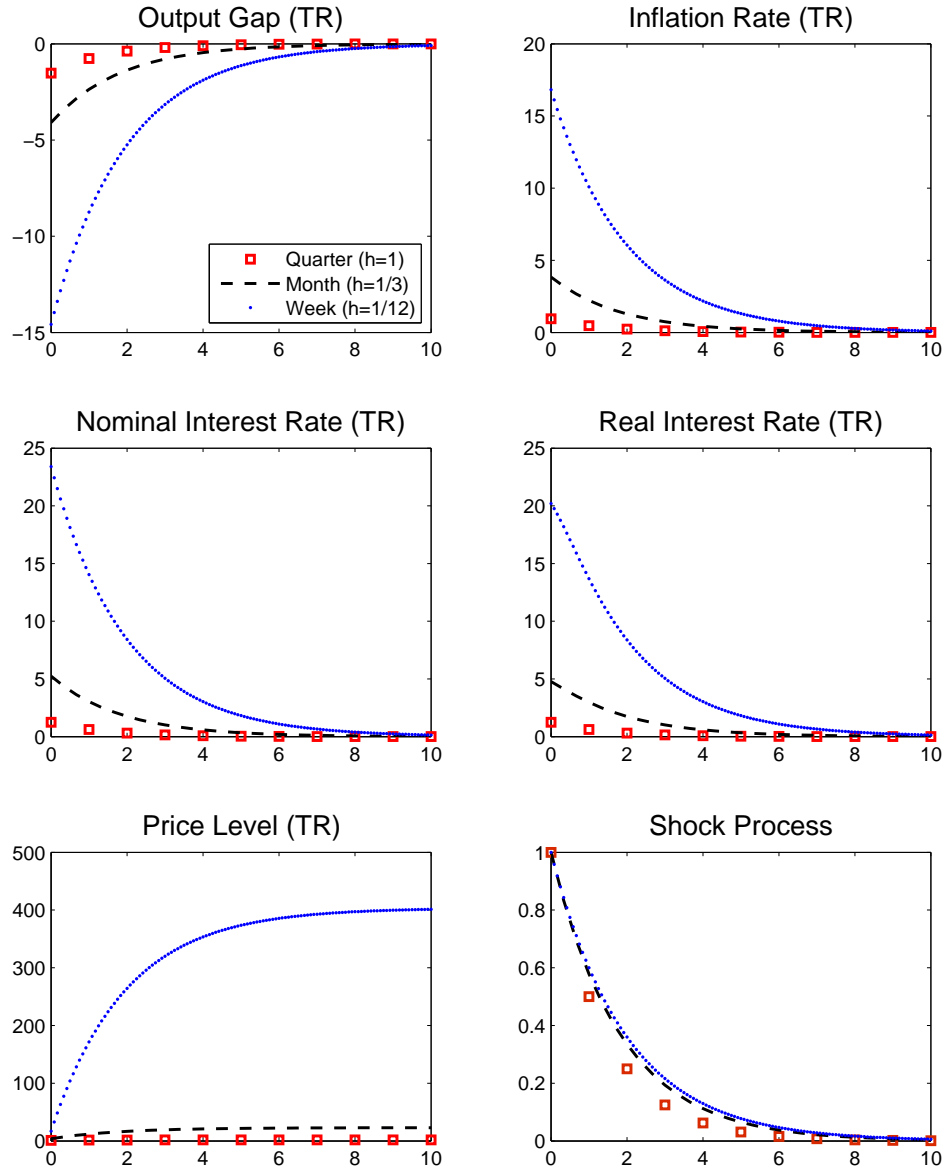 Output Gap (TR)
0
−5
−10
−15
0 2 4 6 8 10
Quarter (h=1)
Month (h=1/3)
Week (h=1/12)
Inflation Rate (TR)
20
15
10
5
0
0 2 4 6 8 10
Nominal Interest Rate (TR)
25
20
15
10
5
0
0 2 4 6 8 10
Real Interest Rate (TR)
25
20
15
10
5
0
0 2 4 6 8 10
Price Level (TR)
500
400
300
200
100
0
0 2 4 6 8 10
Shock Process
1
0.8
0.6
0.4
0.2
0
0 2 4 6 8 10